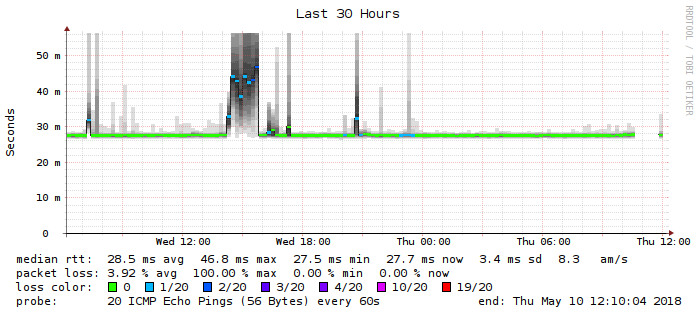 Last 30 Hours
RRDTOOL / TOBI OETIKER
Seconds
50 m
40 m
30 m
20 m
10 m
0
Wed 12:00 Wed 18:00 Thu 00:00 Thu 06:00 Thu 12:00
median rtt: 28.5 ms avg 46.8 ms max 27.5 ms min 27.7 ms now 3.4 ms sd 8.3 am/s
packet loss: 3.92 % avg 100.00 % max 0.00 % min 0.00 % now
loss color: 0 1/20 2/20 3/20 4/20 10/20 19/20
probe: 20 ICMP Echo Pings (56 Bytes) every 60s end: Thu May 10 12:10:04 2018